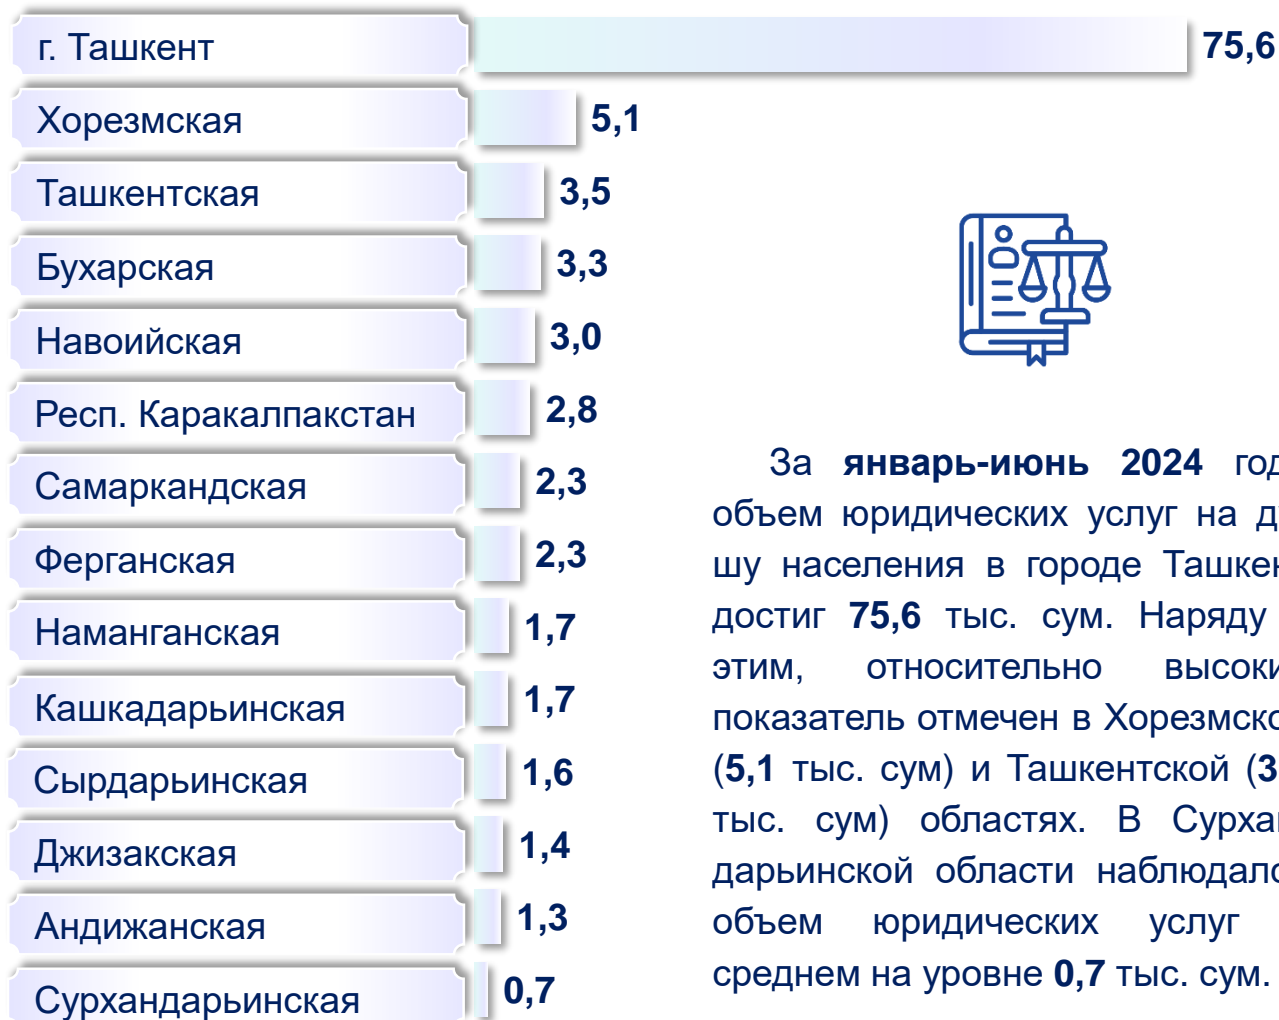 г. Ташкент 75,6
Хорезмская 5,1
Ташкентская 3,5
Бухарская 3,3
Навоийская 3,0
Респ. Каракалпакстан 2,8
Самаркандская 2,3
Ферганская 2,3
Наманганская 1,7
Кашкадарьинская 1,7
Сырдарьинская 1,6
Джизакская 1,4
Андижанская 1,3
Сурхандарьинская 0,7
За январь-июнь 2024
объем юридических услуг на
шу населения в городе
достиг 75,6 тыс. сум. Наряду
этим, относительно
показатель отмечен в
(5,1 тыс. сум) и Ташкентской (3
тыс. сум) областях. В
дарьинской области
объем юридических услуг
среднем на уровне 0,7 тыс. сум.